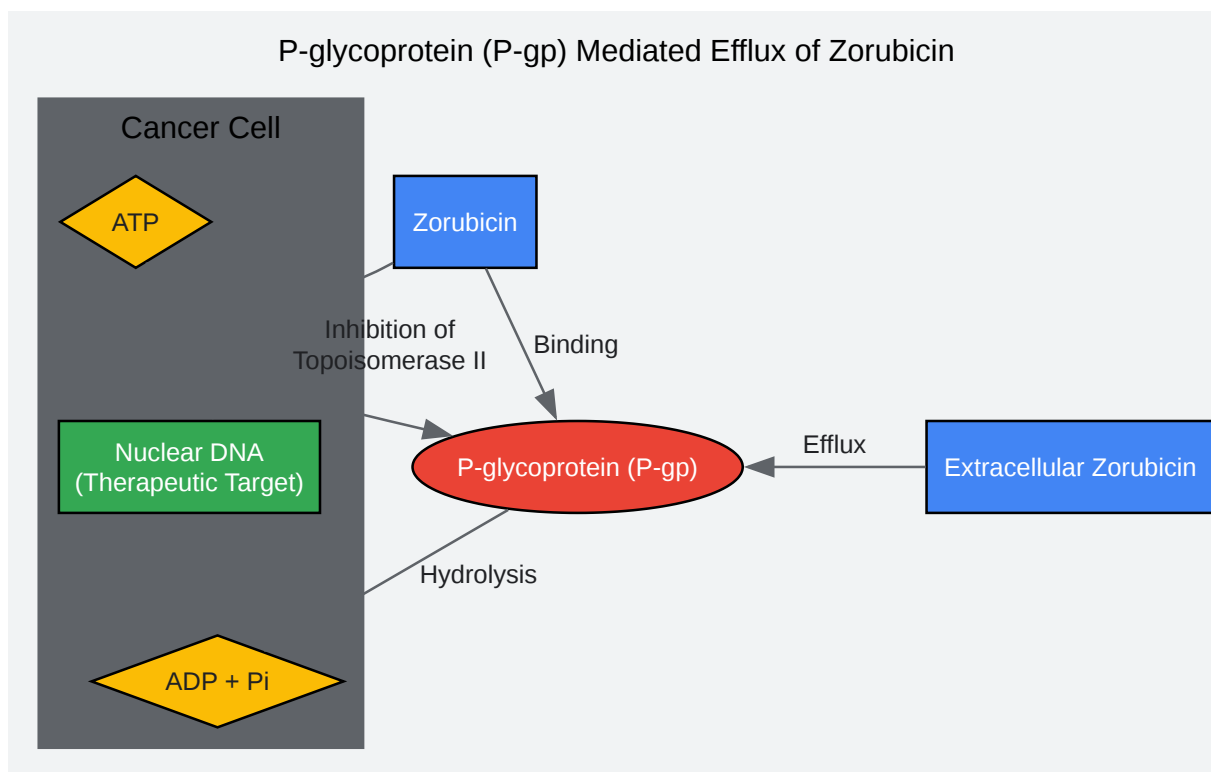 P-glycoprotein (P-gp) Mediated Efflux of Zorubicin
Cancer Cell
ATP
Zorubicin
Inhibition of
Topoisomerase II
Binding
Nuclear DNA
(Therapeutic Target)
P-glycoprotein (P-gp)
Efflux
Extracellular Zorubicin
Hydrolysis
ADP + Pi